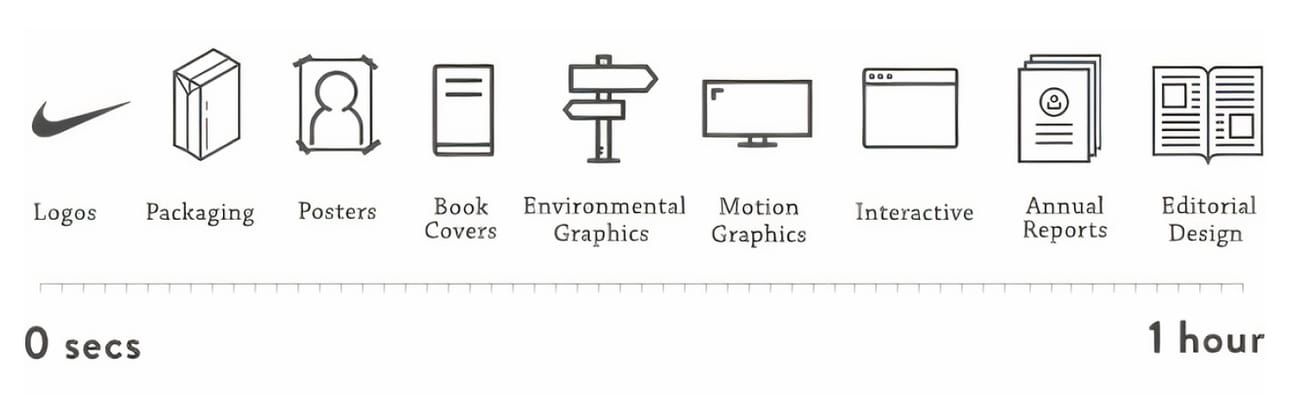 Logos
Packaging
Posters
Book
Covers
Environmental
Graphics
Motion
Graphics
Interactive
Annual
Reports
Editorial
Design
0 secs
1 hour